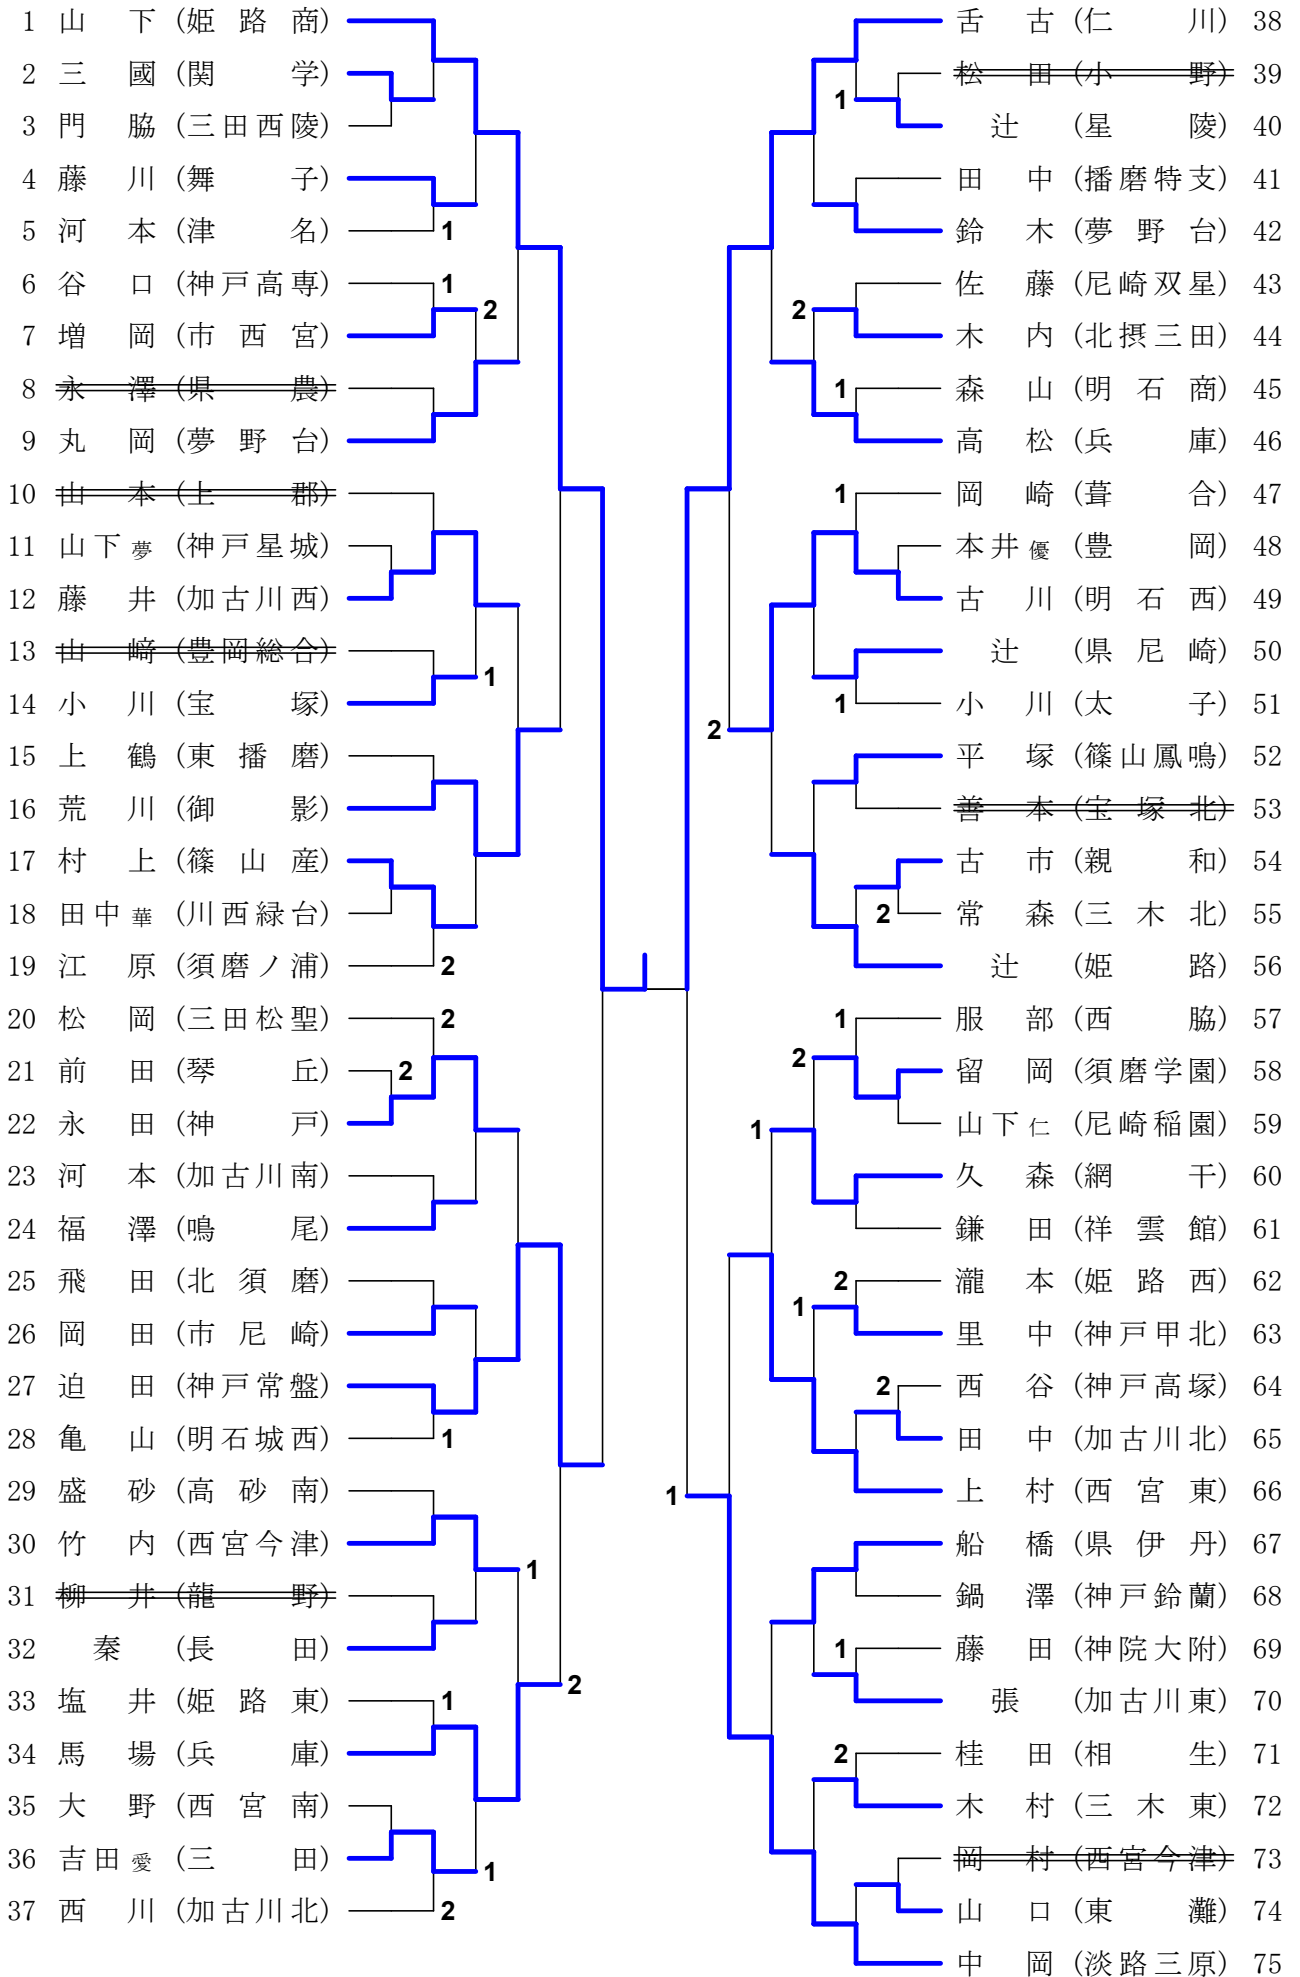 1 山 下 (姫 路 商)
2 三 國 (関 学)
3 門 脇 (三田西陵)
4 藤 川 (舞 子)
5 河 本 (津 名)
1
6 谷 口 (神戸高専)
1
2
7 増 岡 (市 西 宮)
8 永 澤 (県 農)
9 丸 岡 (夢 野 台)
10 山 本 (上 郡)
11 山下夢 (神戸星城)
12 藤 井 (加古川西)
13 山 﨑 (豊岡総合)
1
14 小 川 (宝 塚)
15 上 鶴 (東 播 磨)
16 荒 川 (御 影)
17 村 上 (篠 山 産)
18 田中華 (川西緑台)
19 江 原 (須磨ノ浦)
2
20 松 岡 (三田松聖)
2
21 前 田 (琴 丘)
2
22 永 田 (神 戸)
23 河 本 (加古川南)
24 福 澤 (鳴 尾)
25 飛 田 (北 須 磨)
26 岡 田 (市 尼 崎)
27 迫 田 (神戸常盤)
28 亀 山 (明石城西)
1
29 盛 砂 (高 砂 南)
30 竹 内 (西宮今津)
1
31 柳 井 (龍 野)
32 秦 (長 田)
2
33 塩 井 (姫 路 東)
1
34 馬 場 (兵 庫)
35 大 野 (西 宮 南)
36 吉田愛 (三 田)
1
37 西 川 (加古川北)
2
舌 古 (仁 川) 38
松 田 (小 野) 39
1
辻 (星 陵) 40
田 中 (播磨特支) 41
鈴 木 (夢 野 台) 42
佐 藤 (尼崎双星) 43
2
木 内 (北摂三田) 44
1
森 山 (明 石 商) 45
高 松 (兵 庫) 46
1
岡 崎 (葺 合) 47
本井優 (豊 岡) 48
古 川 (明 石 西) 49
辻 (県 尼 崎) 50
1
小 川 (太 子) 51
2
平 塚 (篠山鳳鳴) 52
善 本 (宝 塚 北) 53
古 市 (親 和) 54
2
常 森 (三 木 北) 55
辻 (姫 路) 56
1
服 部 (西 脇) 57
2
留 岡 (須磨学園) 58
山下仁 (尼崎稲園) 59
1
久 森 (網 干) 60
鎌 田 (祥 雲 館) 61
2
瀧 本 (姫 路 西) 62
1
里 中 (神戸甲北) 63
2
西 谷 (神戸高塚) 64
田 中 (加古川北) 65
上 村 (西 宮 東) 66
1
船 橋 (県 伊 丹) 67
鍋 澤 (神戸鈴蘭) 68
1
藤 田 (神院大附) 69
張 (加古川東) 70
2
桂 田 (相 生) 71
木 村 (三 木 東) 72
岡 村 (西宮今津) 73
山 口 (東 灘) 74
中 岡 (淡路三原) 75